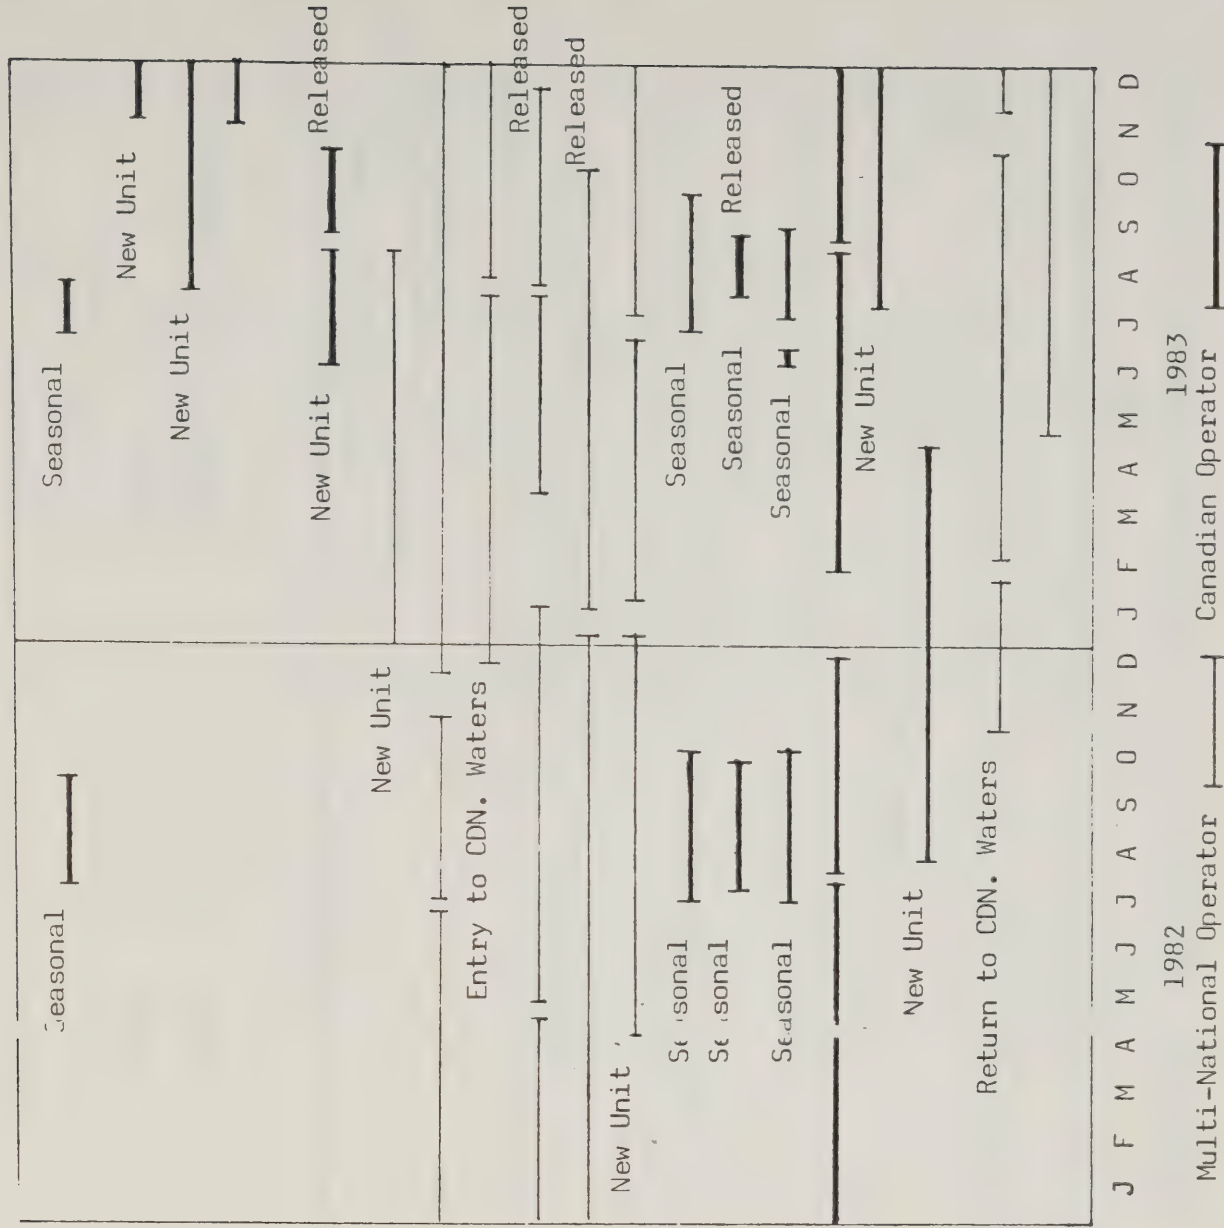 Seasonal
Seasonal
New Unit
New Unit
New Unit
Released
New Unit
Entry to CDN. Waters
Released
Released
New Unit
Seasonal
Seasonal
Seasonal
Seasonal
Seasonal
Released
Seasonal
New Unit
New Unit
Return to CDN. Waters
J F M A M J J A S O N D J F M A M J J A S O N D
1982 1983
Multi-National Operator Canadian Operator